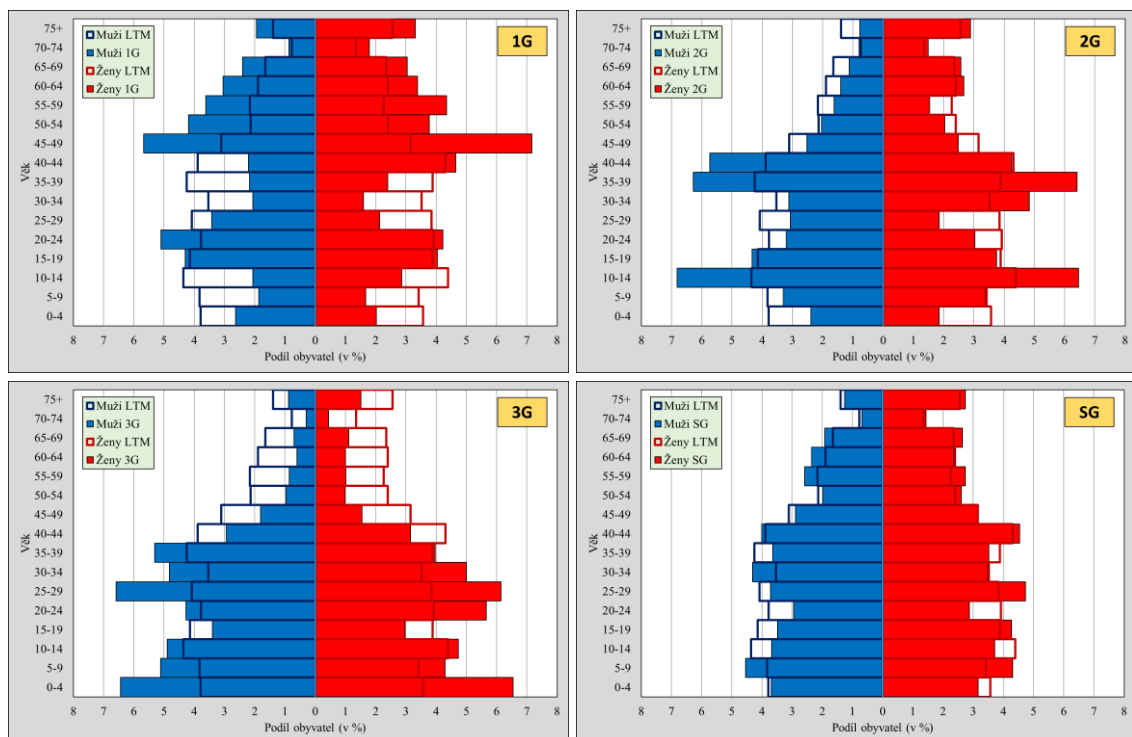 1G
Muži LTM
Muži 1G
Ženy LTM
Ženy 1G
Věk
75+
70-74
65-69
60-64
55-59
50-54
45-49
40-44
35-39
30-34
25-29
20-24
15-19
10-14
5-9
0-4
8 7 6 5 4 3 2 1 0 1 2 3 4 5 6 7 8
Podíl obyvatel (v %)
2G
Muži LTM
Muži 2G
Ženy LTM
Ženy 2G
Věk
75+
70-74
65-69
60-64
55-59
50-54
45-49
40-44
35-39
30-34
25-29
20-24
15-19
10-14
5-9
0-4
8 7 6 5 4 3 2 1 0 1 2 3 4 5 6 7 8
Podíl obyvatel (v %)
3G
Muži LTM
Muži 3G
Ženy LTM
Ženy 3G
Věk
75+
70-74
65-69
60-64
55-59
50-54
45-49
40-44
35-39
30-34
25-29
20-24
15-19
10-14
5-9
0-4
8 7 6 5 4 3 2 1 0 1 2 3 4 5 6 7 8
Podíl obyvatel (v %)
SG
Muži LTM
Muži SG
Ženy LTM
Ženy SG
Věk
75+
70-74
65-69
60-64
55-59
50-54
45-49
40-44
35-39
30-34
25-29
20-24
15-19
10-14
5-9
0-4
8 7 6 5 4 3 2 1 0 1 2 3 4 5 6 7 8
Podíl obyvatel (v %)